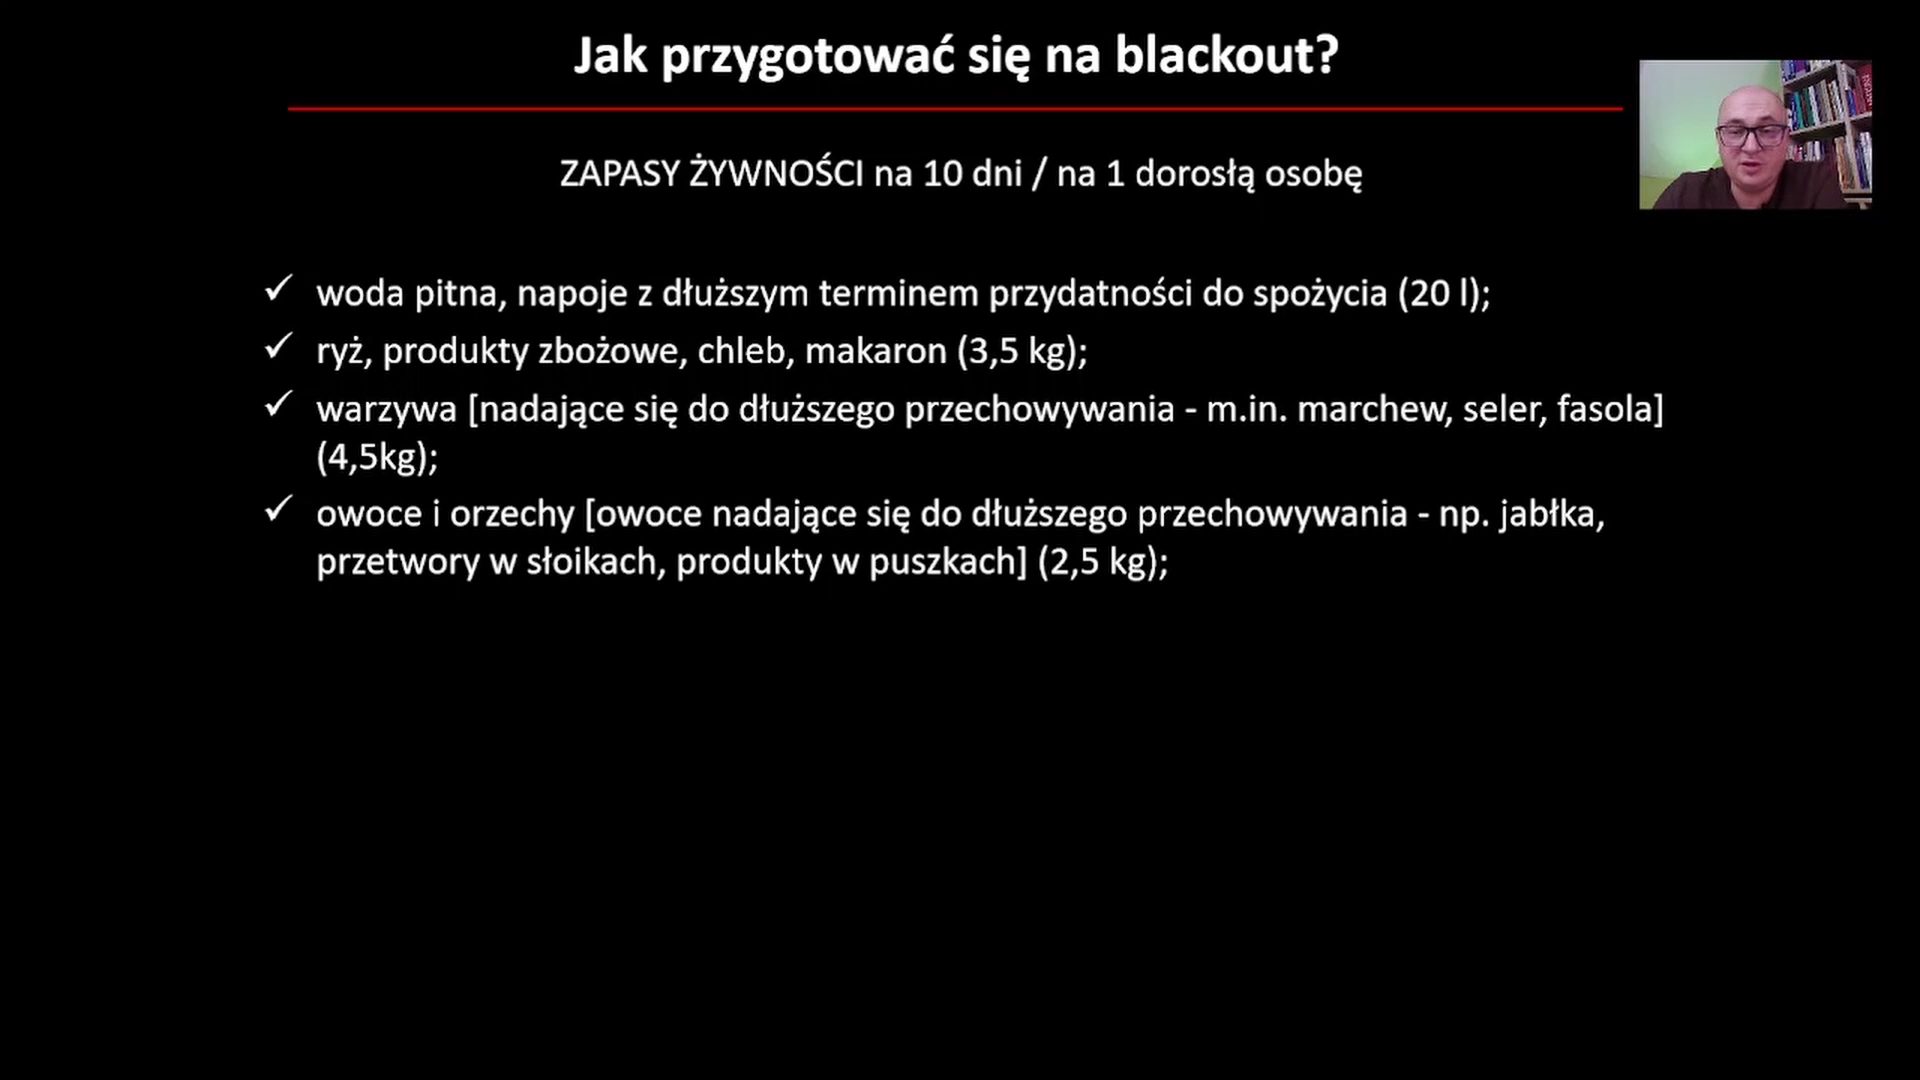 Jak przygotować się na blackout?
ZAPASY ŻYWNOŚCI na 10 dni / na 1 dorosłą osobę
✓ woda pitna, napoje z dłuższym terminem przydatności do spożycia (20 l);
✓ ryż, produkty zbożowe, chleb, makaron (3,5 kg);
✓ warzywa [nadające się do dłuższego przechowywania - m.in. marchew, seler, fasola]
(4,5kg);
✓ owoce i orzechy [owoce nadające się do dłuższego przechowywania - np. jabłka,
przetwory w słoikach, produkty w puszkach] (2,5 kg);